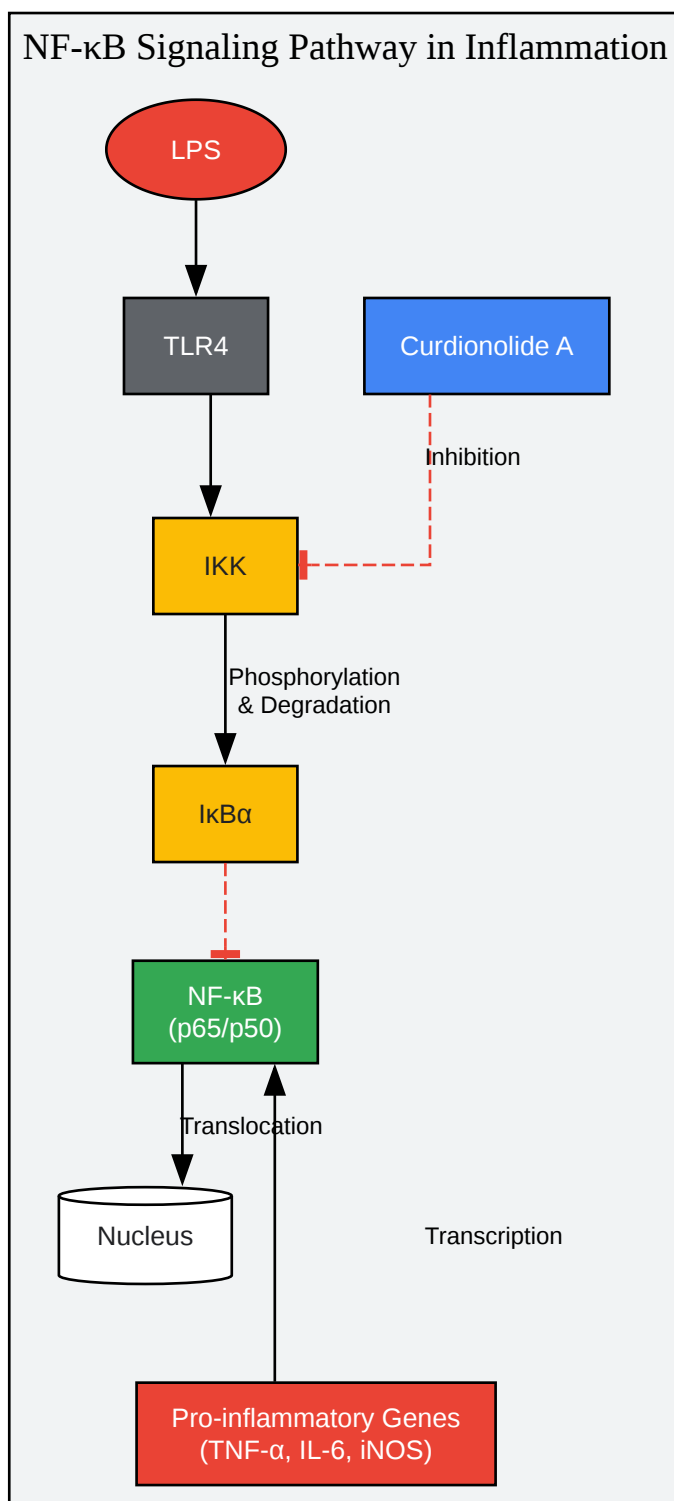 NF-κB Signaling Pathway in Inflammation
LPS
TLR4
Curdionolide A
Inhibition
IKK
Phosphorylation
& Degradation
IκBα
NF-κB
(p65/p50)
Translocation
Nucleus
Transcription
Pro-inflammatory Genes
(TNF-α, IL-6, iNOS)